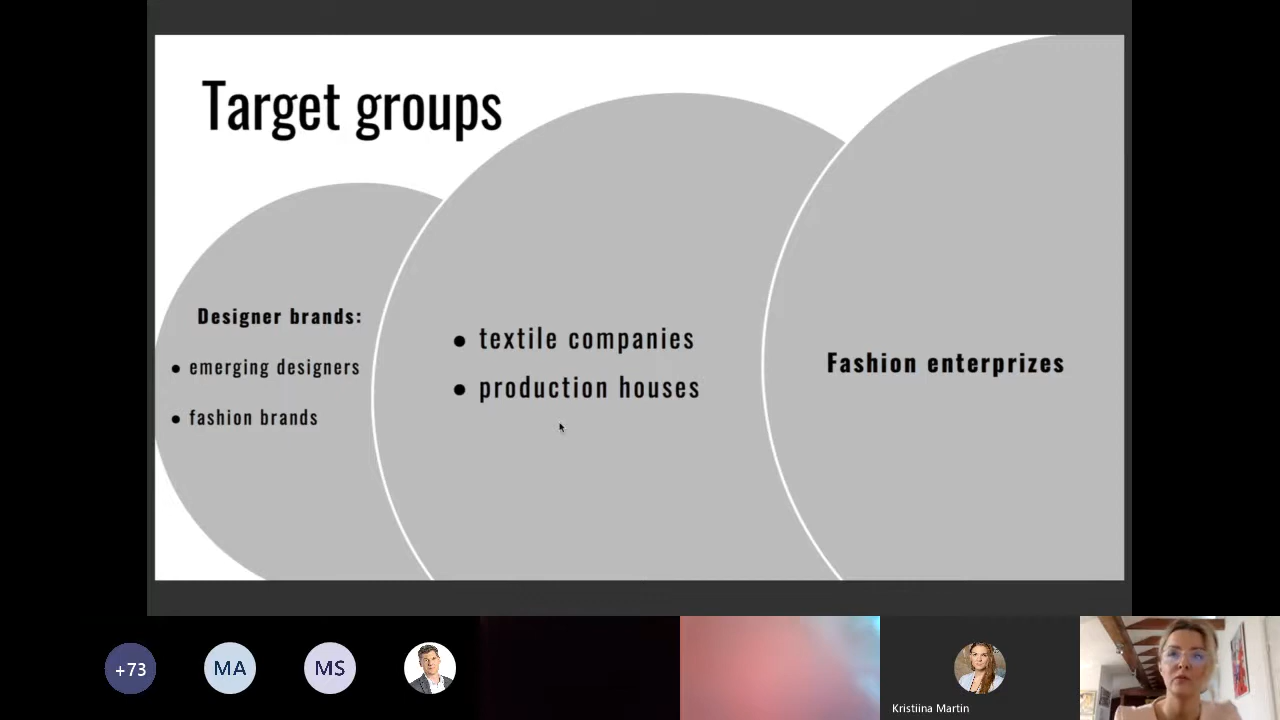 Target groups
Designer brands:
• emerging designers
• fashion brands
• textile companies
• production houses
Fashion enterprizes
+73
MA
MS
Kristiina Martin